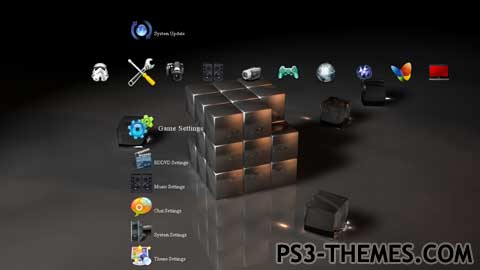 System Update
Game Settings
BD/DVD Settings
Music Settings
Chat Settings
System Settings
Theme Settings
PS3-THEMES.COM